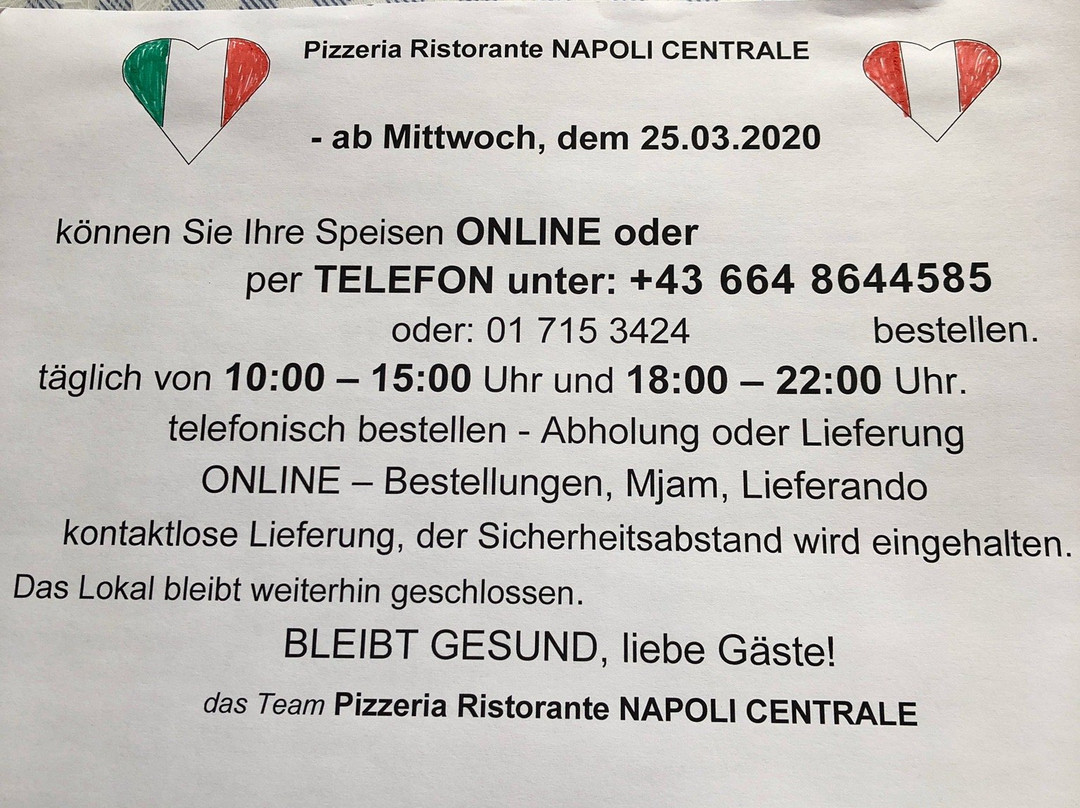 Pizzeria Ristorante NAPOLI CENTRALE
- ab Mittwoch, dem 25.03.2020
können Sie Ihre Speisen ONLINE oder
per TELEFON unter: +43 664 8644585
oder: 01 715 3424 bestellen.
täglich von 10:00 – 15:00 Uhr und 18:00 – 22:00 Uhr.
telefonisch bestellen - Abholung oder Lieferung
ONLINE – Bestellungen, Mjam, Lieferando
kontaktlose Lieferung, der Sicherheitsabstand wird eingehalten.
Das Lokal bleibt weiterhin geschlossen.
BLEIBT GESUND, liebe Gäste!
das Team Pizzeria Ristorante NAPOLI CENTRALE